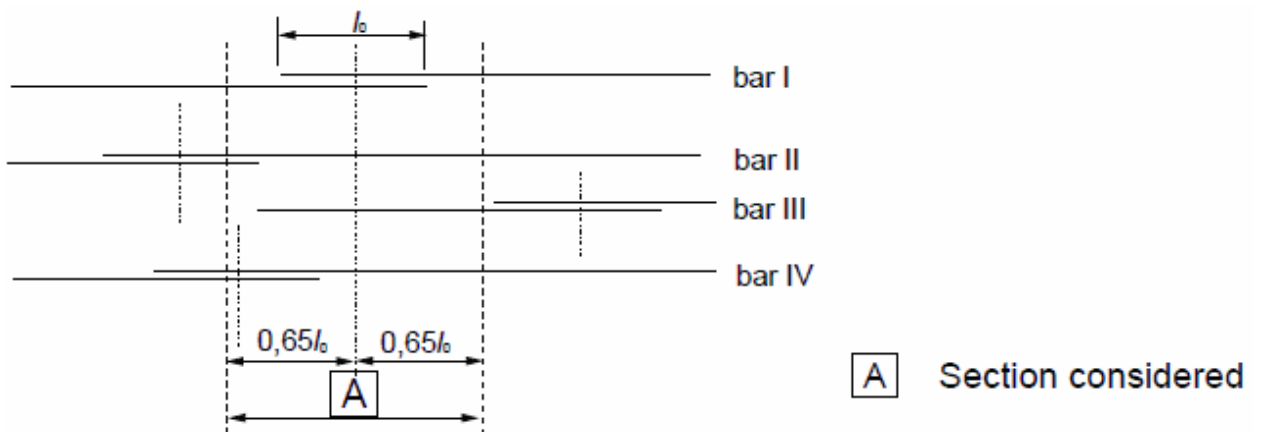 l₀
bar I
bar II
bar III
bar IV
0,65l₀ 0,65l₀
A
A Section considered